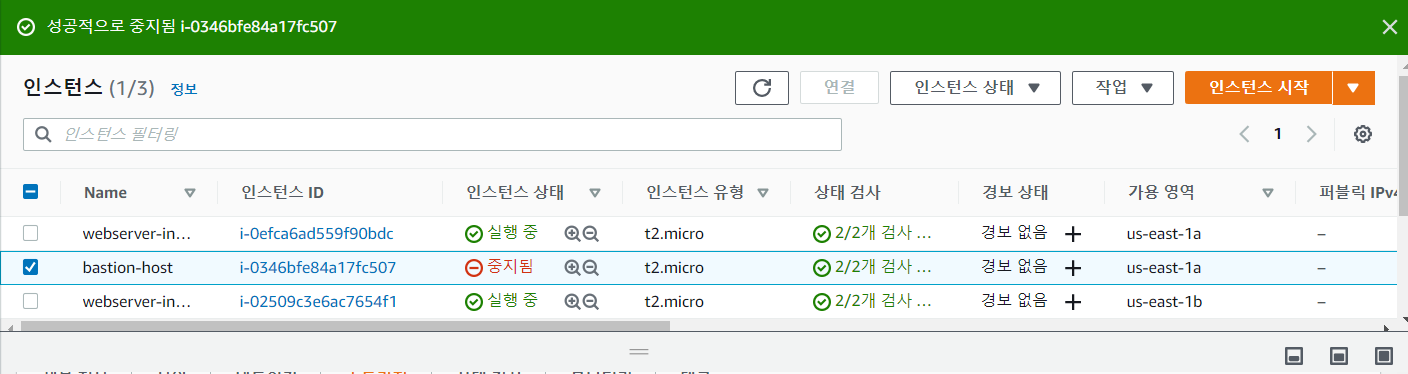 성공적으로 중지됨 i-0346bfe84a17fc507
인스턴스 (1/3) 정보 연결 인스턴스 상태 작업 인스턴스 시작
인스턴스 필터링 1
Name 인스턴스 ID 인스턴스 상태 인스턴스 유형 상태 검사 경보 상태 가용 영역 퍼블릭 IPv4
webserver-in... i-0efca6ad559f90bdc 실행 중 t2.micro 2/2개 검사 ... 경보 없음 + us-east-1a –
bastion-host i-0346bfe84a17fc507 중지됨 t2.micro 2/2개 검사 ... 경보 없음 + us-east-1a –
webserver-in... i-02509c3e6ac7654f1 실행 중 t2.micro 2/2개 검사 ... 경보 없음 + us-east-1b –